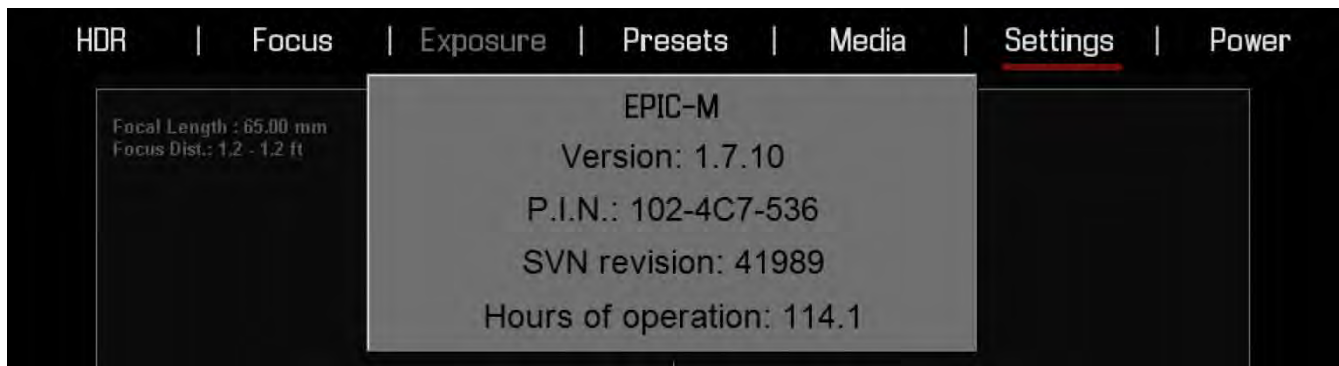 HDR | Focus | Exposure | Presets | Media | Settings | Power
Focal Length : 65.00 mm
Focus Dist.: 1.2 - 1.2 ft
EPIC-M
Version: 1.7.10
P.I.N.: 102-4C7-536
SVN revision: 41989
Hours of operation: 114.1